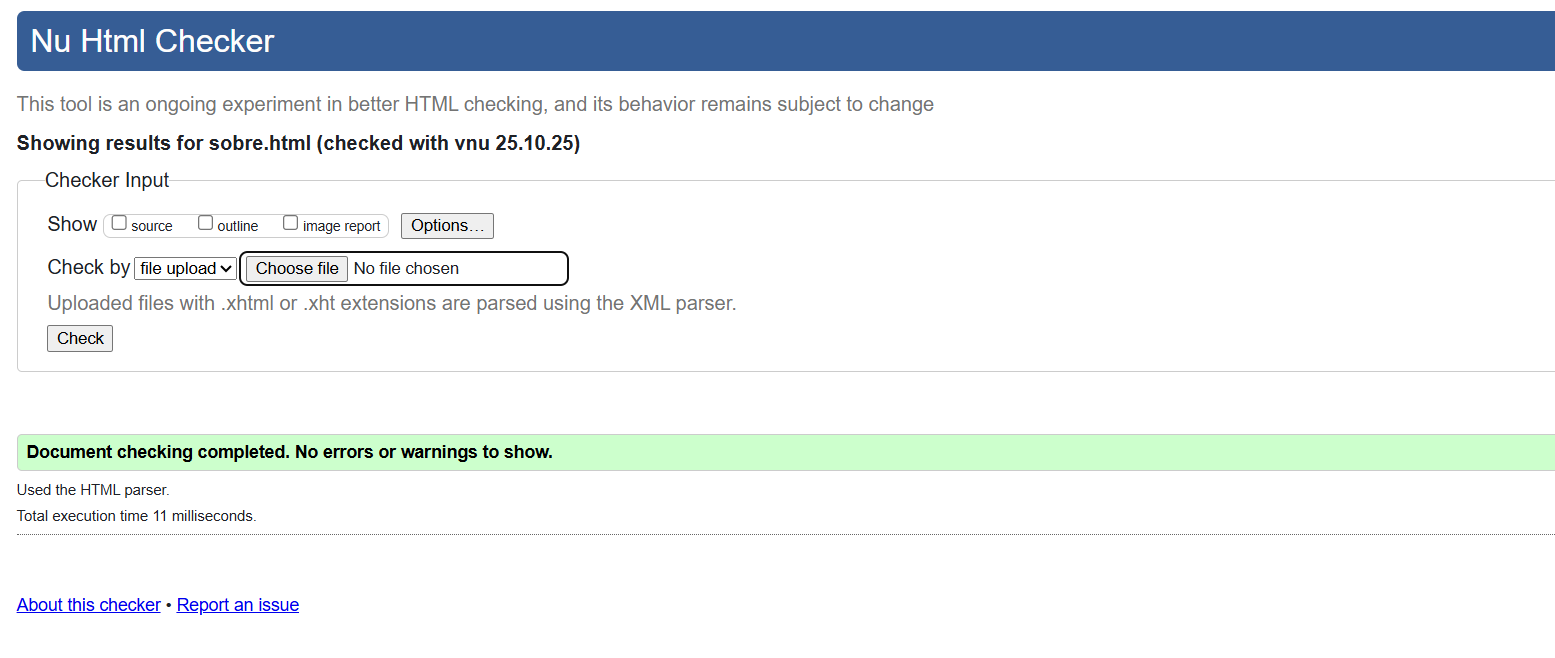 Nu Html Checker
This tool is an ongoing experiment in better HTML checking, and its behavior remains subject to change
Showing results for sobre.html (checked with vnu 25.10.25)
Checker Input
Show source outline image report Options...
Check by file upload Choose file No file chosen
Uploaded files with .xhtml or .xht extensions are parsed using the XML parser.
Check
Document checking completed. No errors or warnings to show.
Used the HTML parser.
Total execution time 11 milliseconds.
About this checker • Report an issue